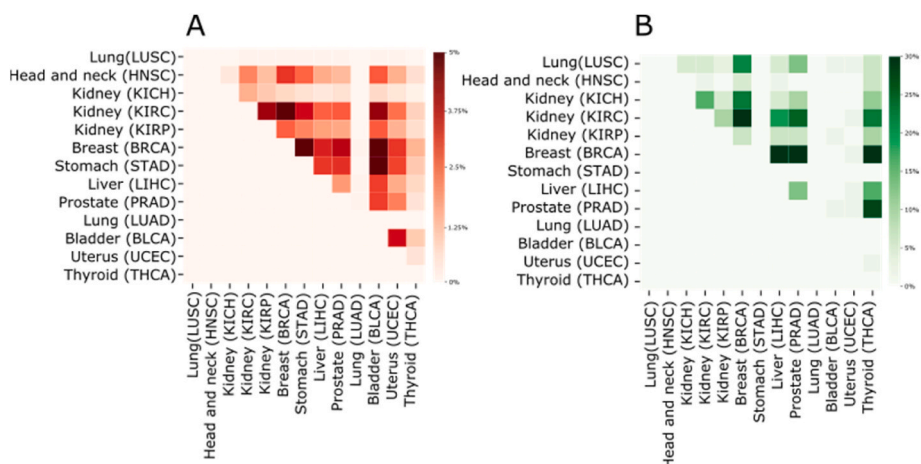 A
Lung(LUSC)
Head and neck (HNSC)
Kidney (KICH)
Kidney (KIRC)
Kidney (KIRP)
Breast (BRCA)
Stomach (STAD)
Liver (LIHC)
Prostate (PRAD)
Lung (LUAD)
Bladder (BLCA)
Uterus (UCEC)
Thyroid (THCA)
Lung(LUSC)
Head and neck (HNSC)
Kidney (KICH)
Kidney (KIRC)
Kidney (KIRP)
Breast (BRCA)
Stomach (STAD)
Liver (LIHC)
Prostate (PRAD)
Lung (LUAD)
Bladder (BLCA)
Uterus (UCEC)
Thyroid (THCA)
5%
3.75%
2.5%
1.25%
0%
B
Lung(LUSC)
Head and neck (HNSC)
Kidney (KICH)
Kidney (KIRC)
Kidney (KIRP)
Breast (BRCA)
Stomach (STAD)
Liver (LIHC)
Prostate (PRAD)
Lung (LUAD)
Bladder (BLCA)
Uterus (UCEC)
Thyroid (THCA)
Lung(LUSC)
Head and neck (HNSC)
Kidney (KICH)
Kidney (KIRC)
Kidney (KIRP)
Breast (BRCA)
Stomach (STAD)
Liver (LIHC)
Prostate (PRAD)
Lung (LUAD)
Bladder (BLCA)
Uterus (UCEC)
Thyroid (THCA)
30%
25%
20%
15%
10%
5%
0%